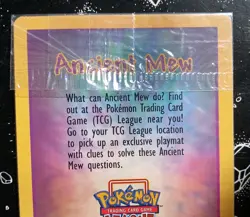 Ancient Mew
What can Ancient Mew do? Find
out at the Pokémon Trading Card
Game (TCG) League near you!
Go to your TCG League location
to pick up an exclusive playmat
with clues to solve these Ancient
Mew questions.
POKéMON
TRADING CARD GAME
LEAGUE